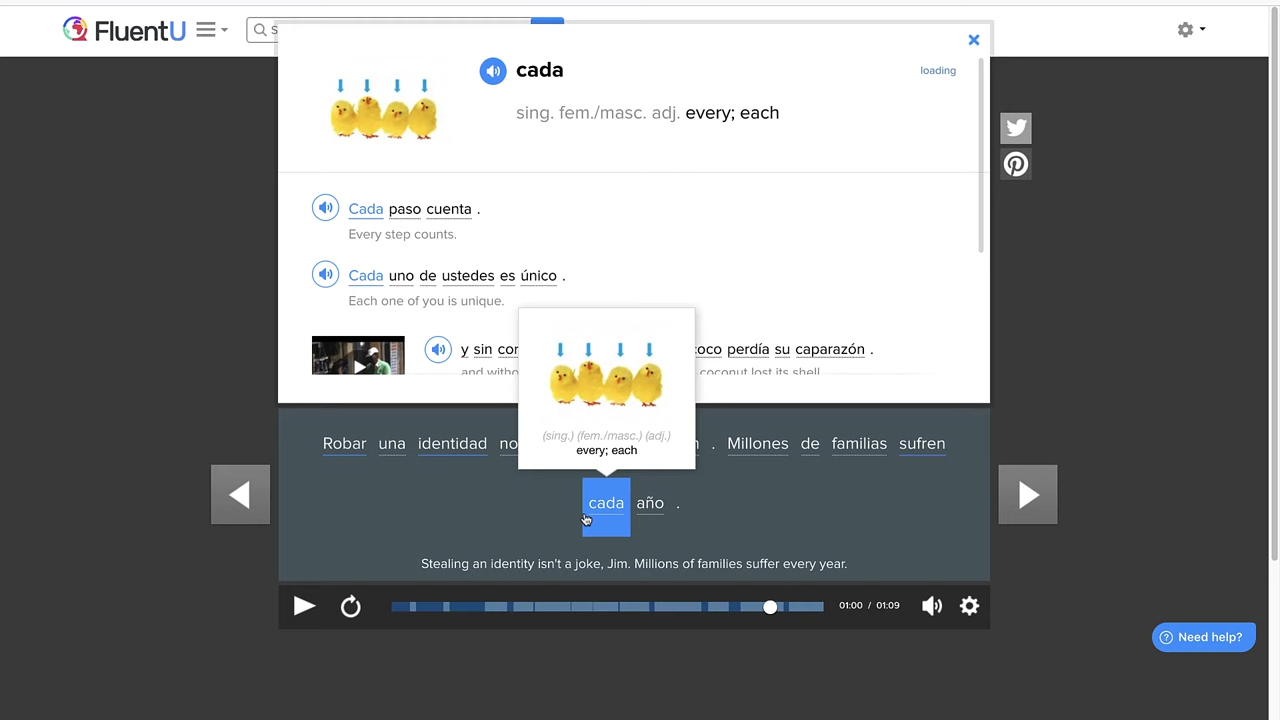 FluentU
cada
loading
sing. fem./masc. adj. every; each
Cada paso cuenta .
Every step counts.
Cada uno de ustedes es único .
Each one of you is unique.
y sin coco perdía su caparazón .
coconut lost its shell
(sing.) (fem./masc.) (adj.)
every; each
Robar una identidad no . Millones de familias sufren
cada año .
Stealing an identity isn't a joke, Jim. Millions of families suffer every year.
01:00 / 01:09
Need help?